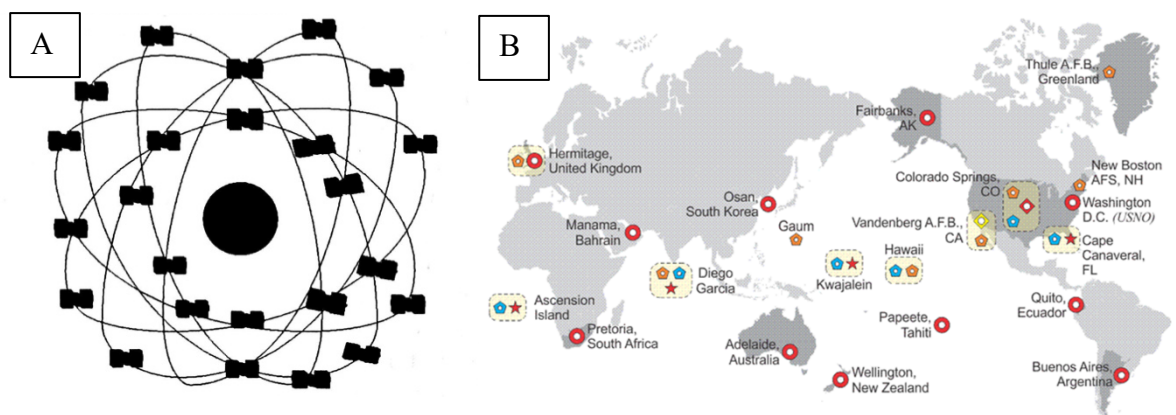 A
B
Thule A.F.B.,
Greenland
Fairbanks,
AK
Hermitage,
United Kingdom
Colorado Springs,
CO
New Boston
AFS, NH
Washington
D.C. (USNO)
Osan,
South Korea
Manama,
Bahrain
Gaum
Vandenberg A.F.B.,
CA
Cape
Canaveral,
FL
Hawaii
Kwajalein
Diego
Garcia
Ascension
Island
Quito,
Ecuador
Papeete,
Tahiti
Pretoria,
South Africa
Adelaide,
Australia
Wellington,
New Zealand
Buenos Aires,
Argentina